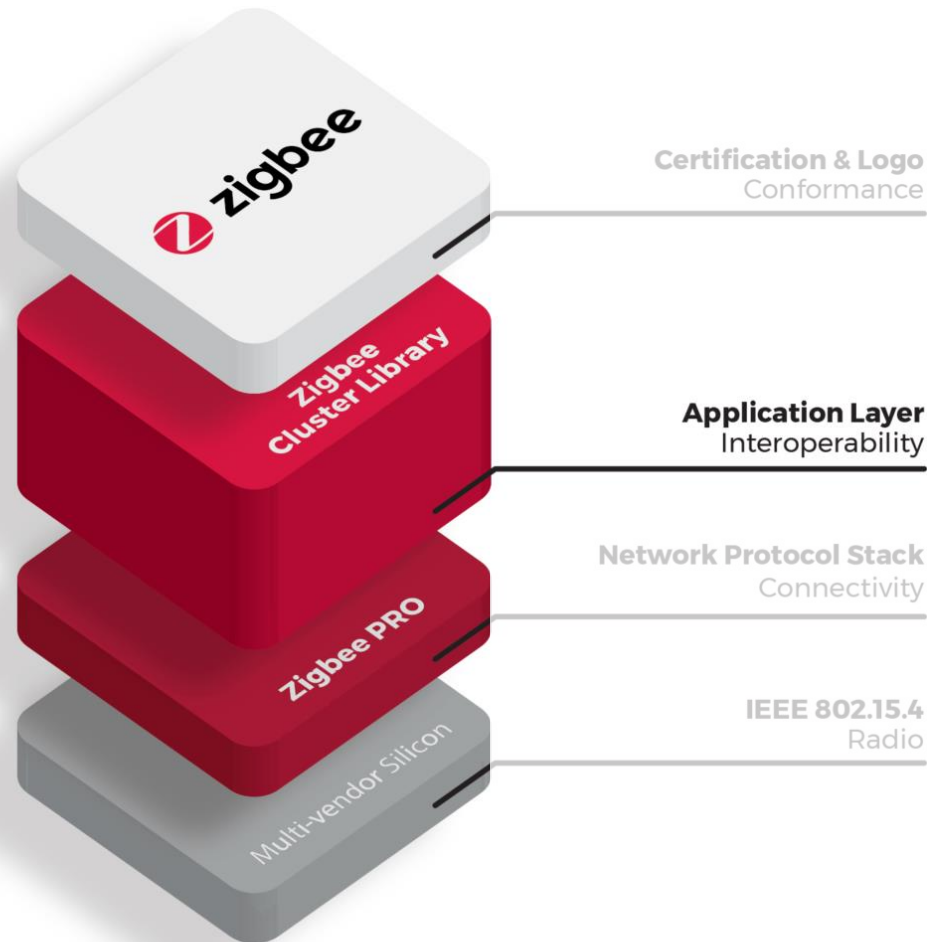 zigbee
Certification & Logo
Conformance
Zigbee
Cluster Library
Application Layer
Interoperability
Network Protocol Stack
Connectivity
Zigbee PRO
IEEE 802.15.4
Radio
Multi-vendor Silicon